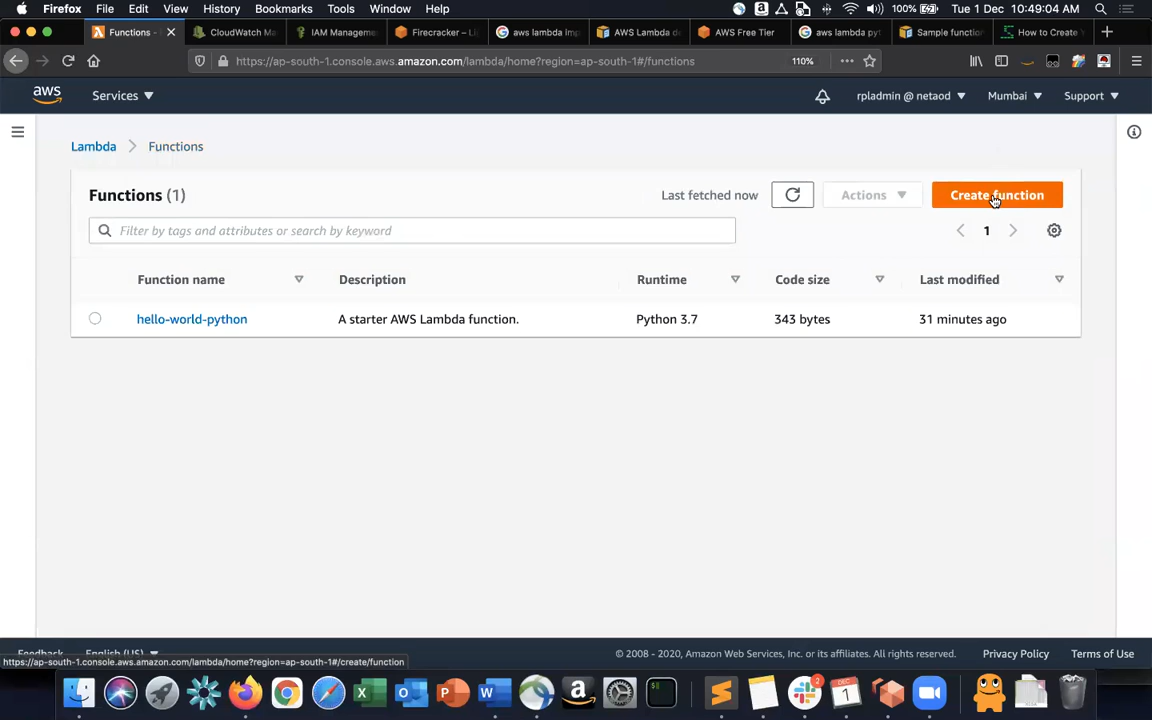 Firefox File Edit View History Bookmarks Tools Window Help 100% Tue 1 Dec 10:49:04 AM
Functions - CloudWatch Ma IAM Manageme Firecracker – Li aws lambda imp AWS Lambda de AWS Free Tier aws lambda pyt Sample function How to Create
https://ap-south-1.console.aws.amazon.com/lambda/home?region=ap-south-1#/functions 110%
aws Services rpladmin @ netaod Mumbai Support
Lambda Functions
Functions (1) Last fetched now Actions Create function
Filter by tags and attributes or search by keyword 1
Function name Description Runtime Code size Last modified
hello-world-python A starter AWS Lambda function. Python 3.7 343 bytes 31 minutes ago
Feedback English (US) © 2008 - 2020, Amazon Web Services, Inc. or its affiliates. All rights reserved. Privacy Policy Terms of Use
https://ap-south-1.console.aws.amazon.com/lambda/home?region=ap-south-1#/create/function